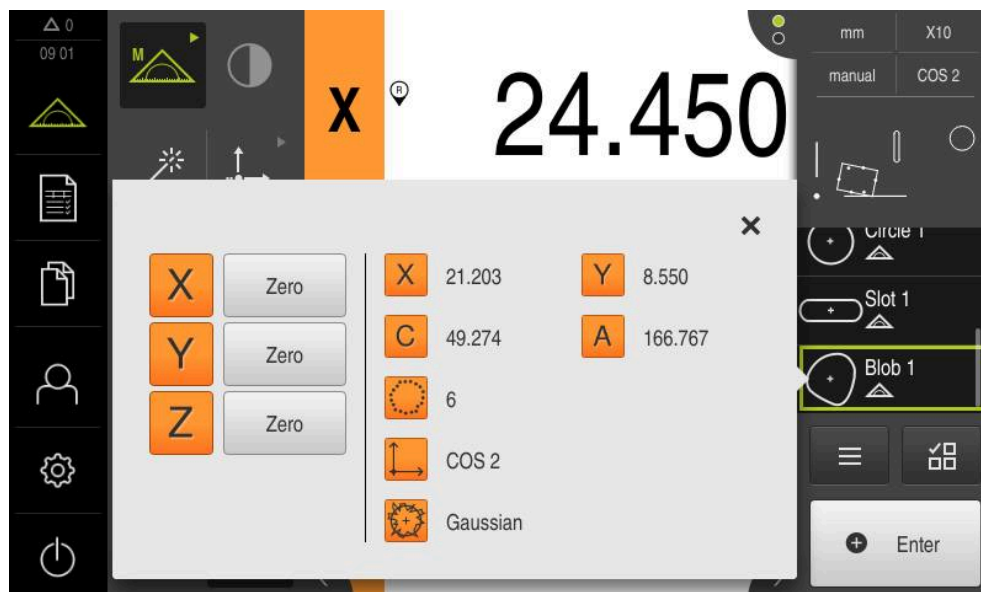 0
09 01
M
X
R
24.450
mm
X10
manual
COS 2
X Zero
Y Zero
Z Zero
X 21.203
Y 8.550
C 49.274
A 166.767
6
COS 2
Gaussian
Circle 1
Slot 1
Blob 1
Enter